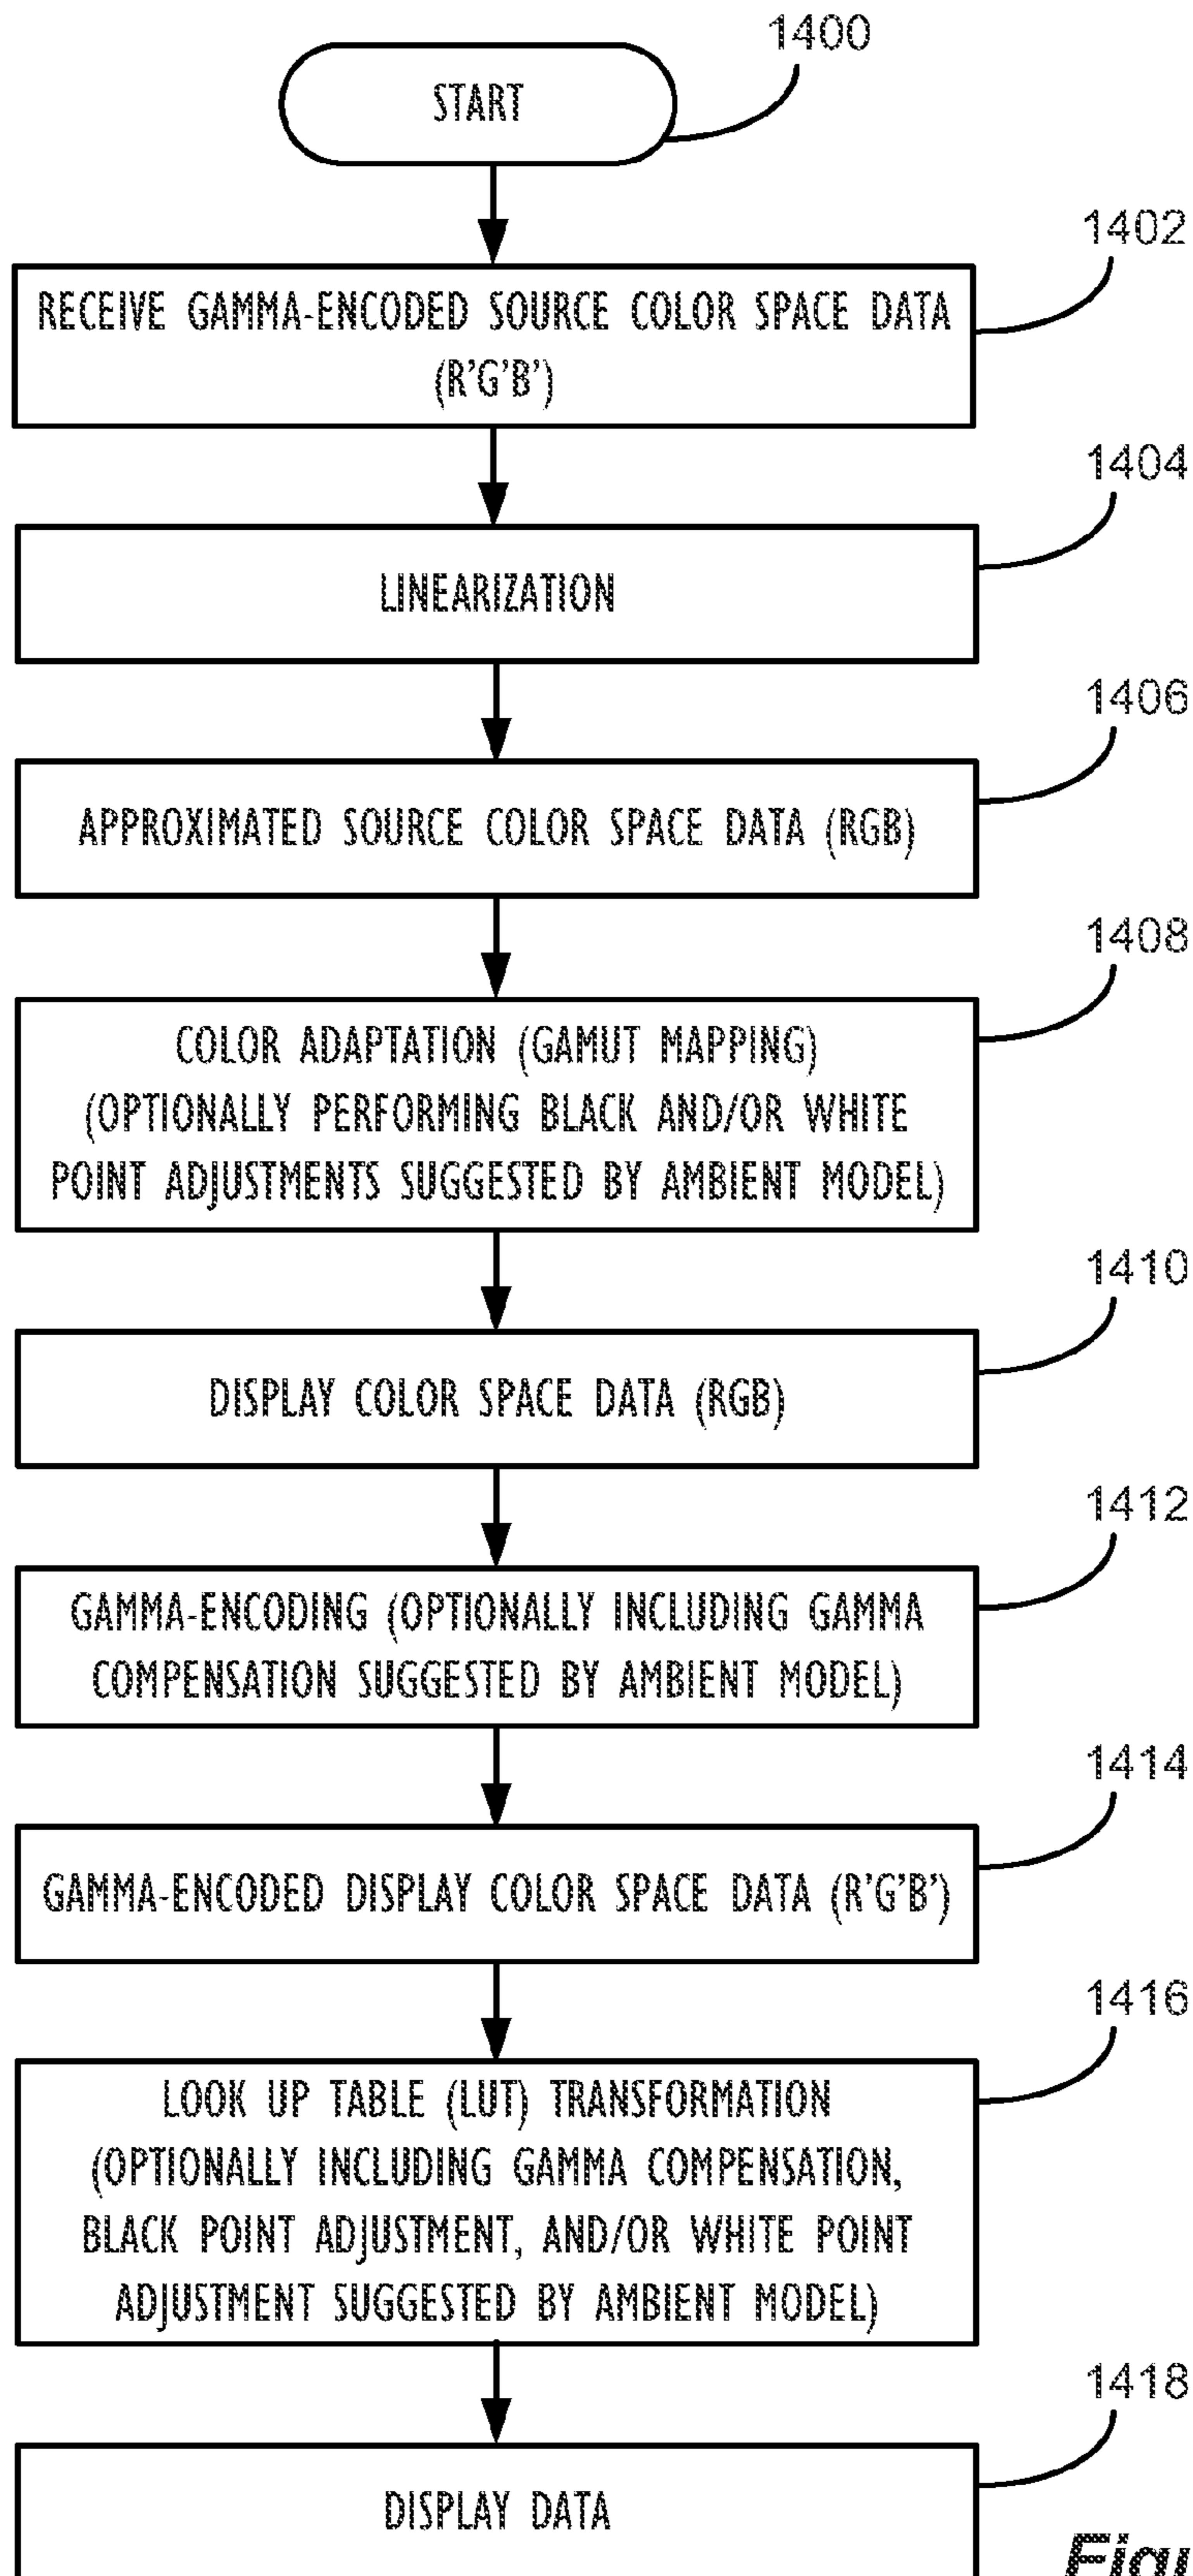 1400
START
1402
RECEIVE GAMMA-ENCODED SOURCE COLOR SPACE DATA
(R'G'B')
1404
LINEARIZATION
1406
APPROXIMATED SOURCE COLOR SPACE DATA (RGB)
1408
COLOR ADAPTATION (GAMUT MAPPING)
(OPTIONALLY PERFORMING BLACK AND/OR WHITE
POINT ADJUSTMENTS SUGGESTED BY AMBIENT MODEL)
1410
DISPLAY COLOR SPACE DATA (RGB)
1412
GAMMA-ENCODING (OPTIONALLY INCLUDING GAMMA
COMPENSATION SUGGESTED BY AMBIENT MODEL)
1414
GAMMA-ENCODED DISPLAY COLOR SPACE DATA (R'G'B')
1416
LOOK UP TABLE (LUT) TRANSFORMATION
(OPTIONALLY INCLUDING GAMMA COMPENSATION,
BLACK POINT ADJUSTMENT, AND/OR WHITE POINT
ADJUSTMENT SUGGESTED BY AMBIENT MODEL)
1418
DISPLAY DATA